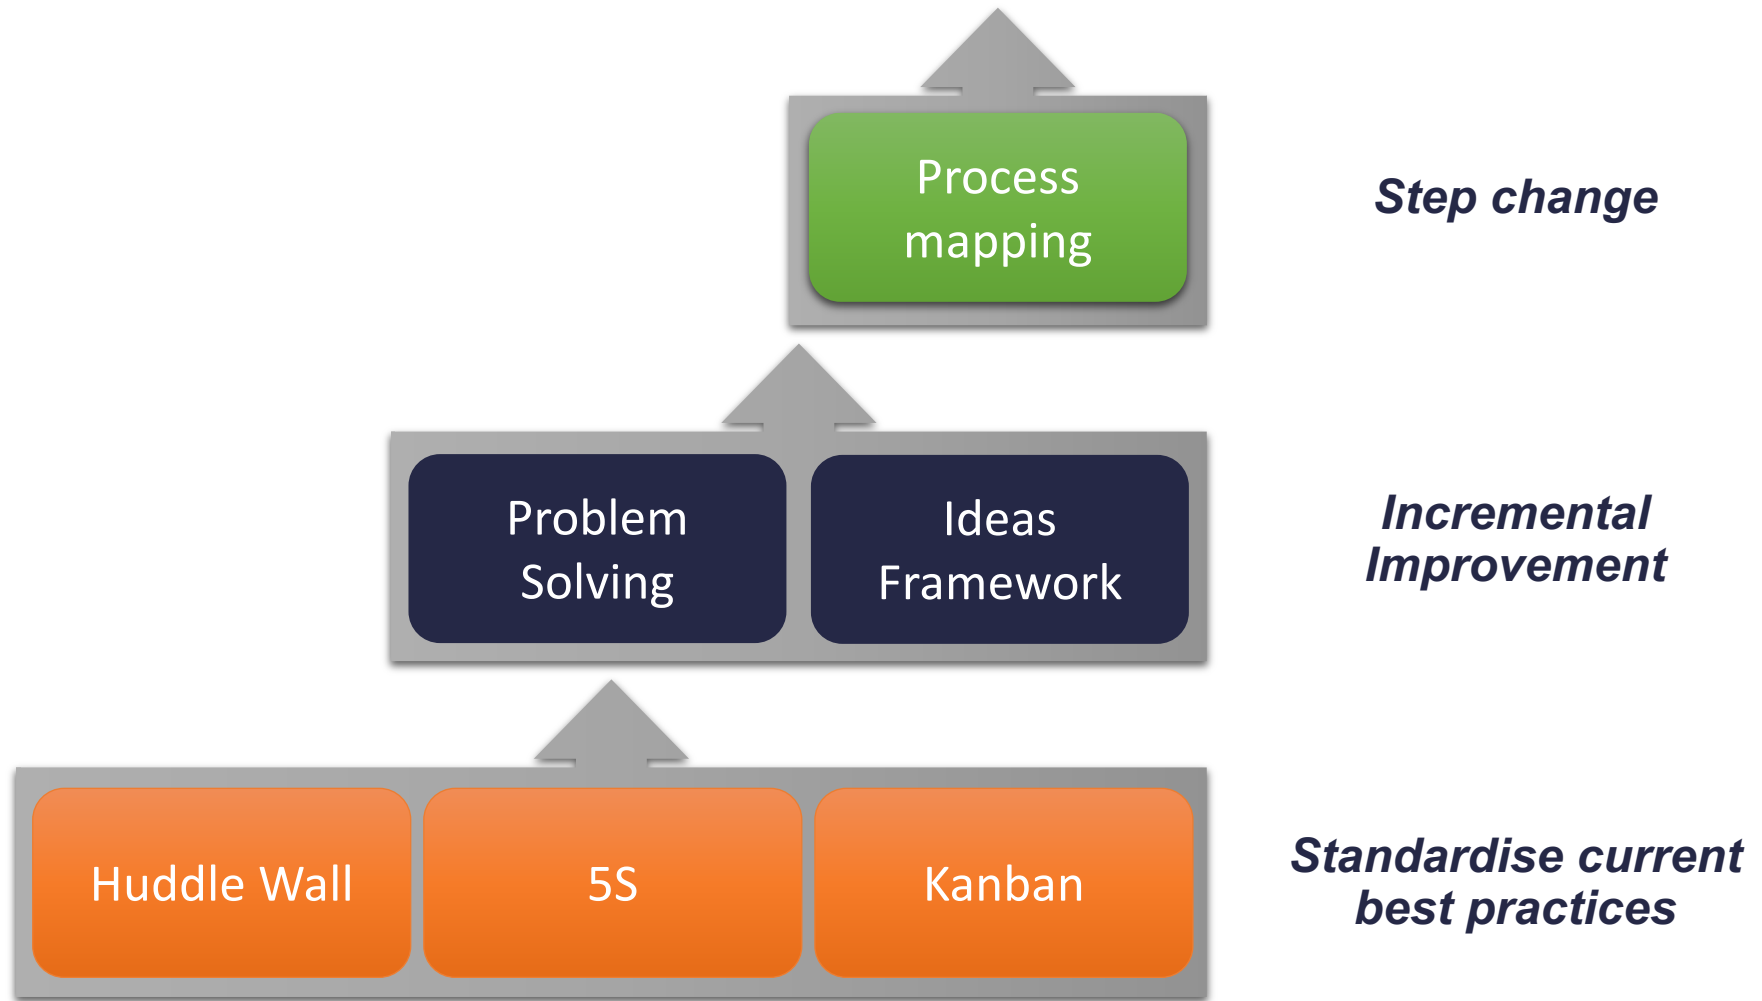 Process
mapping
Step change
Problem
Solving
Ideas
Framework
Incremental
Improvement
Huddle Wall
5S
Kanban
Standardise current
best practices